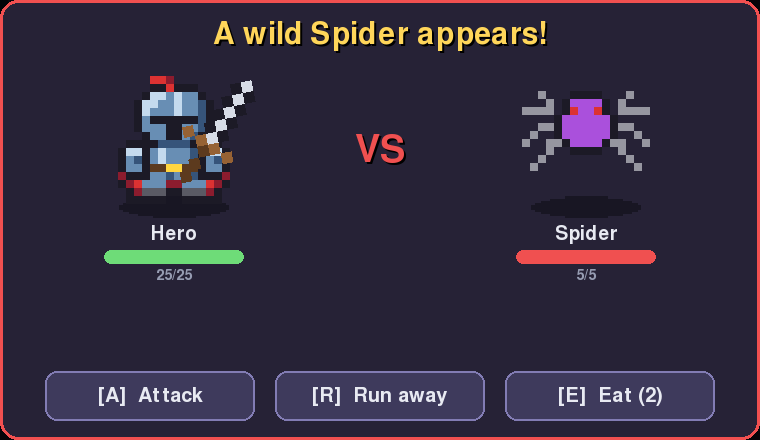 A wild Spider appears!
VS
Hero
25/25
Spider
5/5
[A] Attack
[R] Run away
[E] Eat (2)